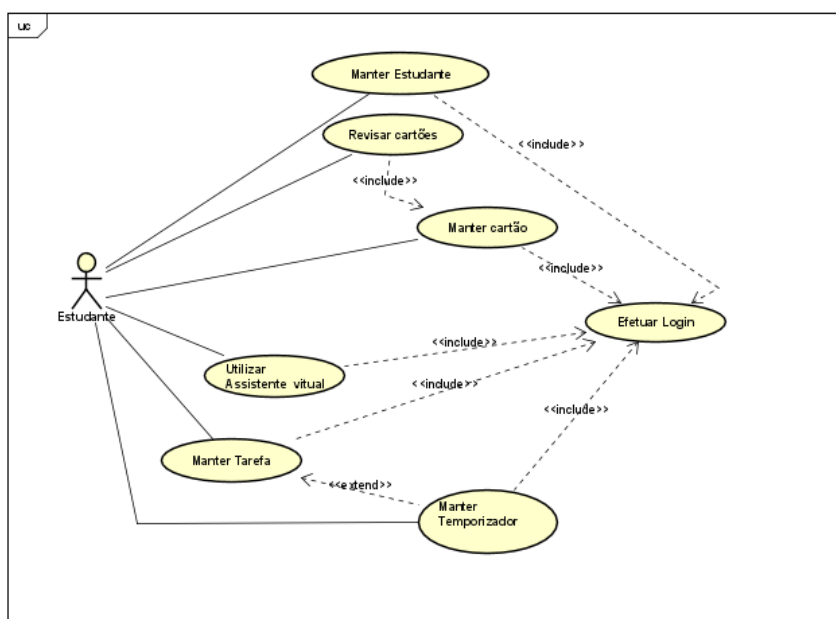 uc
Manter Estudante
Revisar cartões
<<include>>
<<include>>
Manter cartão
<<include>>
Estudante
Efetuar Login
<<include>>
Utilizar
Assistente vitual
<<include>>
<<include>>
Manter Tarefa
<<extend>>
Manter
Temporizador